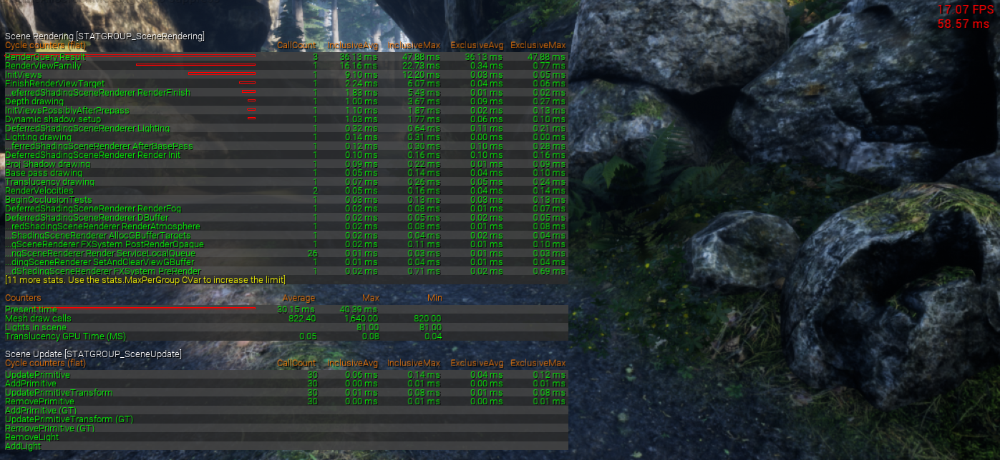 17.07 FPS
58.57 ms
Scene Rendering [STATGROUP_SceneRendering]
Cycle counters (flat) CallCount InclusiveAvg InclusiveMax ExclusiveAvg ExclusiveMax
RenderQuery Result 3 36.13 ms 47.88 ms 36.13 ms 47.88 ms
RenderViewFamily 1 16.16 ms 22.73 ms 0.34 ms 0.77 ms
InitViews 1 9.10 ms 12.20 ms 0.03 ms 0.05 ms
FinishRenderViewTarget 1 2.24 ms 6.07 ms 0.04 ms 0.06 ms
...eferredShadingSceneRenderer RenderFinish 1 1.83 ms 5.43 ms 0.01 ms 0.02 ms
Depth drawing 1 1.00 ms 3.67 ms 0.09 ms 0.27 ms
InitViewsPossiblyAfterPrepass 1 1.10 ms 1.87 ms 0.02 ms 0.13 ms
Dynamic shadow setup 1 1.03 ms 1.77 ms 0.06 ms 0.10 ms
DeferredShadingSceneRenderer Lighting 1 0.32 ms 0.64 ms 0.11 ms 0.21 ms
Lighting drawing 1 0.14 ms 0.31 ms 0.00 ms 0.00 ms
...ferredShadingSceneRenderer AfterBasePass 1 0.12 ms 0.30 ms 0.10 ms 0.28 ms
DeferredShadingSceneRenderer Render Init 1 0.10 ms 0.16 ms 0.10 ms 0.16 ms
Proj Shadow drawing 1 0.09 ms 0.22 ms 0.01 ms 0.09 ms
Base pass drawing 1 0.05 ms 0.14 ms 0.04 ms 0.10 ms
Translucency drawing 1 0.07 ms 0.26 ms 0.05 ms 0.24 ms
RenderVelocities 2 0.05 ms 0.16 ms 0.04 ms 0.14 ms
BeginOcclusionTests 1 0.03 ms 0.13 ms 0.03 ms 0.13 ms
DeferredShadingSceneRenderer RenderFog 1 0.02 ms 0.08 ms 0.01 ms 0.07 ms
DeferredShadingSceneRenderer DBuffer 1 0.02 ms 0.05 ms 0.02 ms 0.05 ms
...redShadingSceneRenderer RenderAtmosphere 1 0.02 ms 0.08 ms 0.01 ms 0.08 ms
...ShadingSceneRenderer AllocGBufferTargets 1 0.02 ms 0.04 ms 0.02 ms 0.04 ms
...gSceneRenderer FXSystem PostRenderOpaque 1 0.02 ms 0.11 ms 0.01 ms 0.10 ms
...ngSceneRenderer Render ServiceLocalQueue 26 0.01 ms 0.03 ms 0.01 ms 0.03 ms
...dingSceneRenderer SetAndClearViewGBuffer 1 0.01 ms 0.04 ms 0.01 ms 0.04 ms
...dShadingSceneRenderer FXSystem PreRender 1 0.02 ms 0.71 ms 0.02 ms 0.69 ms
[11 more stats. Use the stats.MaxPerGroup CVar to increase the limit]
Counters Average Max Min
Present time 30.15 ms 40.39 ms
Mesh draw calls 822.40 1,640.00 820.00
Lights in scene 81.00 81.00
Translucency GPU Time (MS) 0.05 0.08 0.04
Scene Update [STATGROUP_SceneUpdate]
Cycle counters (flat) CallCount InclusiveAvg InclusiveMax ExclusiveAvg ExclusiveMax
UpdatePrimitive 30 0.06 ms 0.14 ms 0.04 ms 0.12 ms
AddPrimitive 30 0.00 ms 0.01 ms 0.00 ms 0.01 ms
UpdatePrimitiveTransform 30 0.01 ms 0.08 ms 0.01 ms 0.08 ms
RemovePrimitive 30 0.00 ms 0.01 ms 0.00 ms 0.01 ms
AddPrimitive (GT)
UpdatePrimitiveTransform (GT)
RemovePrimitive (GT)
RemoveLight
AddLight